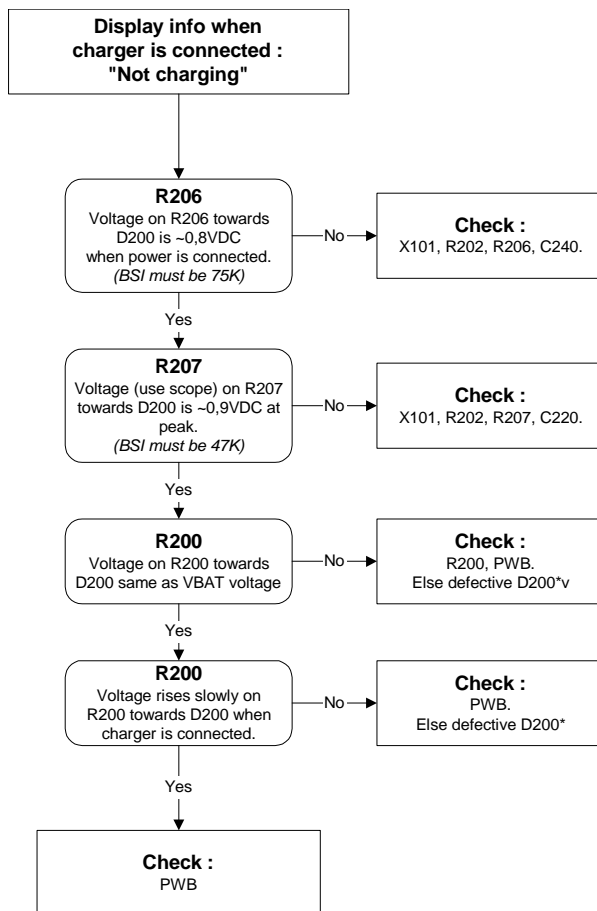 Display info when
charger is connected :
"Not charging"
R206
Voltage on R206 towards
D200 is ~0,8VDC
when power is connected.
(BSI must be 75K)
No
Check :
X101, R202, R206, C240.
Yes
R207
Voltage (use scope) on R207
towards D200 is ~0,9VDC at
peak.
(BSI must be 47K)
No
Check :
X101, R202, R207, C220.
Yes
R200
Voltage on R200 towards
D200 same as VBAT voltage
No
Check :
R200, PWB.
Else defective D200*v
Yes
R200
Voltage rises slowly on
R200 towards D200 when
charger is connected.
No
Check :
PWB.
Else defective D200*
Yes
Check :
PWB